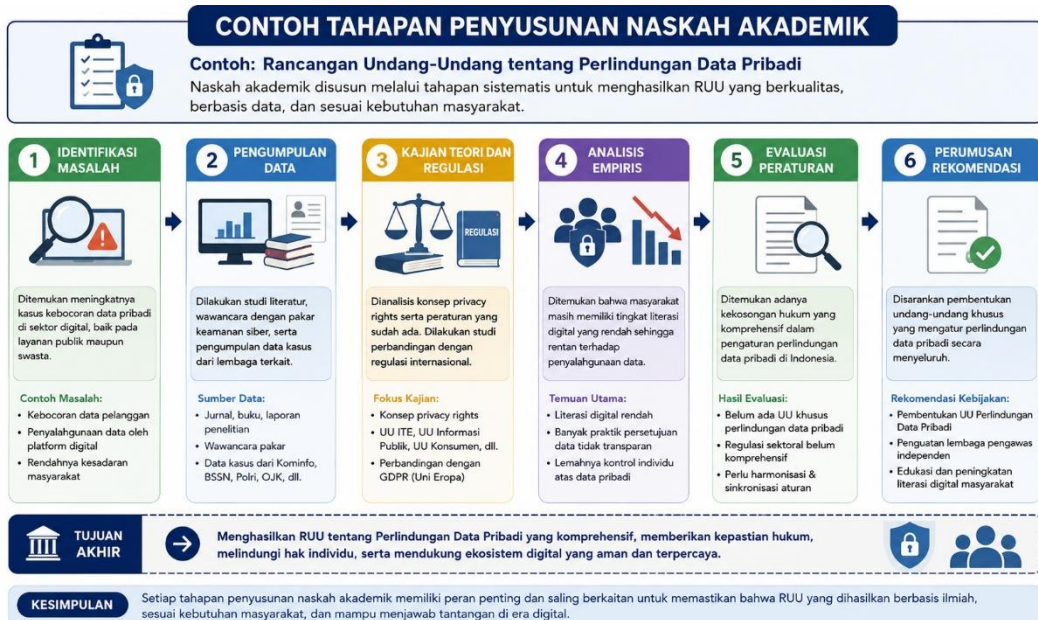 CONTOH TAHAPAN PENYUSUNAN NASKAH AKADEMIK
Contoh: Rancangan Undang-Undang tentang Perlindungan Data Pribadi
Naskah akademik disusun melalui tahapan sistematis untuk menghasilkan RUU yang berkualitas,
berbasis data, dan sesuai kebutuhan masyarakat.
1
IDENTIFIKASI
MASALAH
Ditemukan meningkatnya
kasus kebocoran data pribadi
di sektor digital, baik pada
layanan publik maupun
swasta.
Contoh Masalah:
• Kebocoran data pelanggan
• Penyalahgunaan data oleh
platform digital
• Rendahnya kesadaran
masyarakat
2
PENGUMPULAN
DATA
Dilakukan studi literatur,
wawancara dengan pakar
keamanan siber, serta
pengumpulan data kasus
dari lembaga terkait.
Sumber Data:
• Jurnal, buku, laporan
penelitian
• Wawancara pakar
• Data kasus dari Kominfo,
BSSN, Polri, OJK, dll.
3
KAJIAN TEORI DAN
REGULASI
REGULASI
Dianalisis konsep privacy
rights serta peraturan yang
sudah ada. Dilakukan studi
perbandingan dengan
regulasi internasional.
Fokus Kajian:
• Konsep privacy rights
• UU ITE, UU Informasi
Publik, UU Konsumen, dll.
• Perbandingan dengan
GDPR (Uni Eropa)
4
ANALISIS
EMPIRIS
Ditemukan bahwa masyarakat
masih memiliki tingkat literasi
digital yang rendah sehingga
rentan terhadap
penyalahgunaan data.
Temuan Utama:
• Literasi digital rendah
• Banyak praktik persetujuan
data tidak transparan
• Lemahnya kontrol individu
atas data pribadi
5
EVALUASI
PERATURAN
Ditemukan adanya
kekosongan hukum yang
komprehensif dalam
pengaturan perlindungan
data pribadi di Indonesia.
Hasil Evaluasi:
• Belum ada UU khusus
perlindungan data pribadi
• Regulasi sektoral belum
komprehensif
• Perlu harmonisasi &
sinkronisasi aturan
6
PERUMUSAN
REKOMENDASI
Disarankan pembentukan
undang-undang khusus
yang mengatur perlindungan
data pribadi secara
menyeluruh.
Rekomendasi Kebijakan:
• Pembentukan UU Perlindungan
Data Pribadi
• Penguatan lembaga pengawas
independen
• Edukasi dan peningkatan
literasi digital masyarakat
TUJUAN
AKHIR
Menghasilkan RUU tentang Perlindungan Data Pribadi yang komprehensif, memberikan kepastian hukum,
melindungi hak individu, serta mendukung ekosistem digital yang aman dan terpercaya.
KESIMPULAN
Setiap tahapan penyusunan naskah akademik memiliki peran penting dan saling berkaitan untuk memastikan bahwa RUU yang dihasilkan berbasis ilmiah,
sesuai kebutuhan masyarakat, dan mampu menjawab tantangan di era digital.